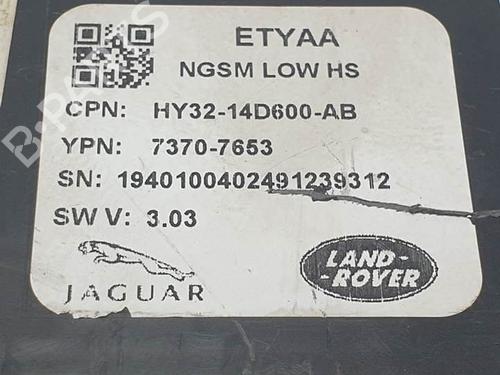 ETYAA
NGSM LOW HS
CPN: HY32-14D600-AB
YPN: 7370-7653
SN: 1940100402491239312
SW V: 3.03
JAGUAR
LAND-
-ROVER
B-PARTS